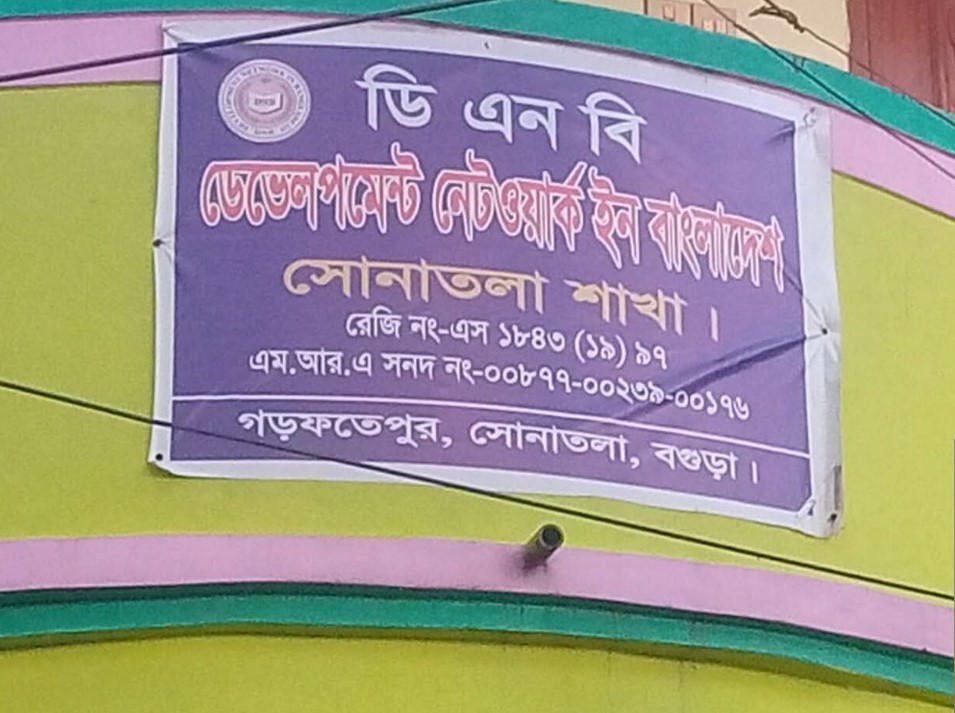 ডি এন বি
ডেভেলপমেন্ট নেটওয়ার্ক ইন বাংলাদেশ
সোনাতলা শাখা।
রেজি নং-এস ১৮৪৩ (১৯) ৯৭
এম.আর.এ সনদ নং-০০৮৭৭-০০২৩৯-০০১৭৬
গড়ফতেপুর, সোনাতলা, বগুড়া।